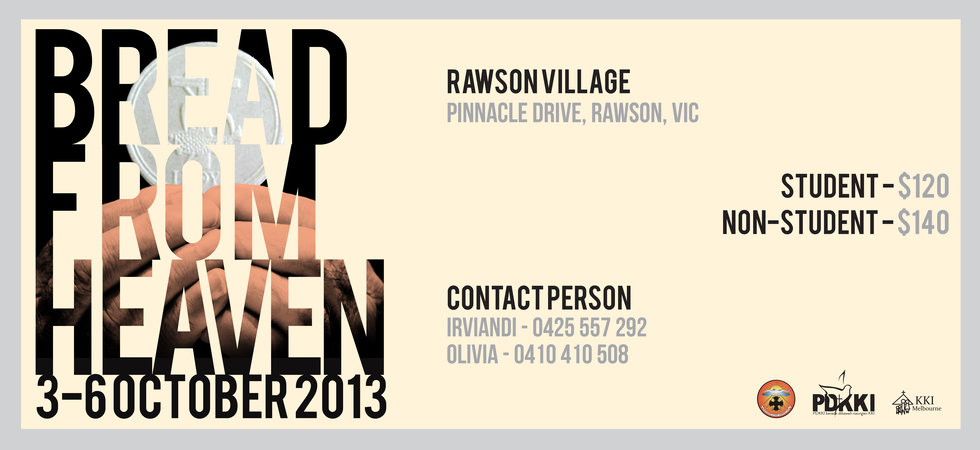 BREAD
FROM
HEAVEN
3-6 OCTOBER 2013
RAWSON VILLAGE
PINNACLE DRIVE, RAWSON, VIC
STUDENT - $120
NON-STUDENT - $140
CONTACT PERSON
IRVIANDI - 0425 557 292
OLIVIA - 0410 410 508
PDKKI
KKI
Melbourne